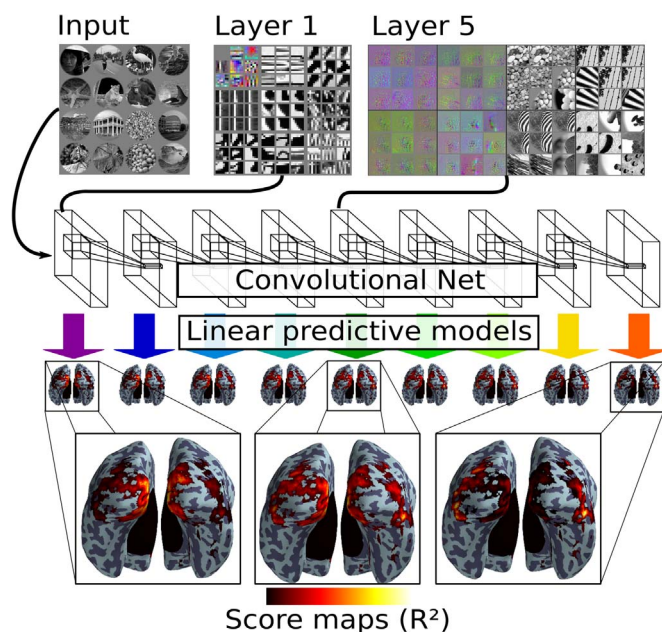 Input
Layer 1
Layer 5
Convolutional Net
Linear predictive models
Score maps (R²)